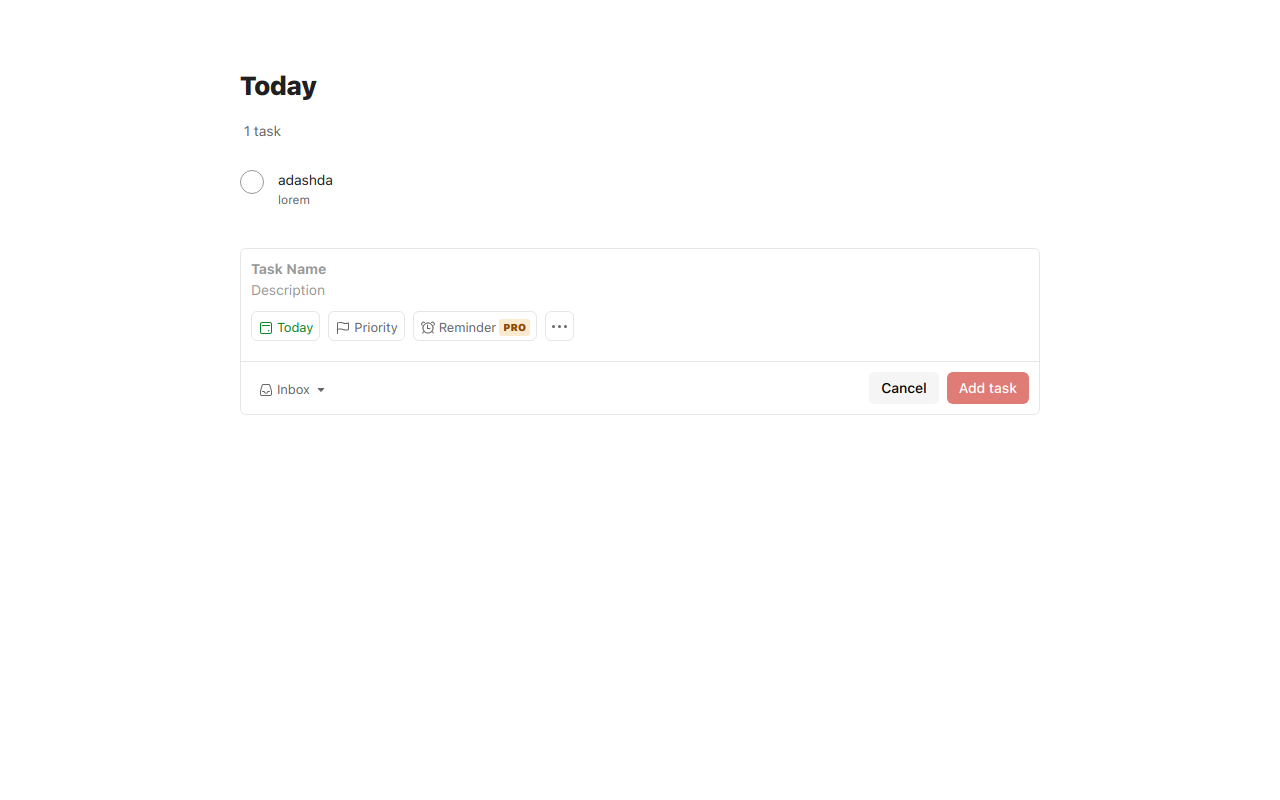 Today
1 task
adashda
lorem
Task Name
Description
Today Priority Reminder PRO
Inbox Cancel Add task